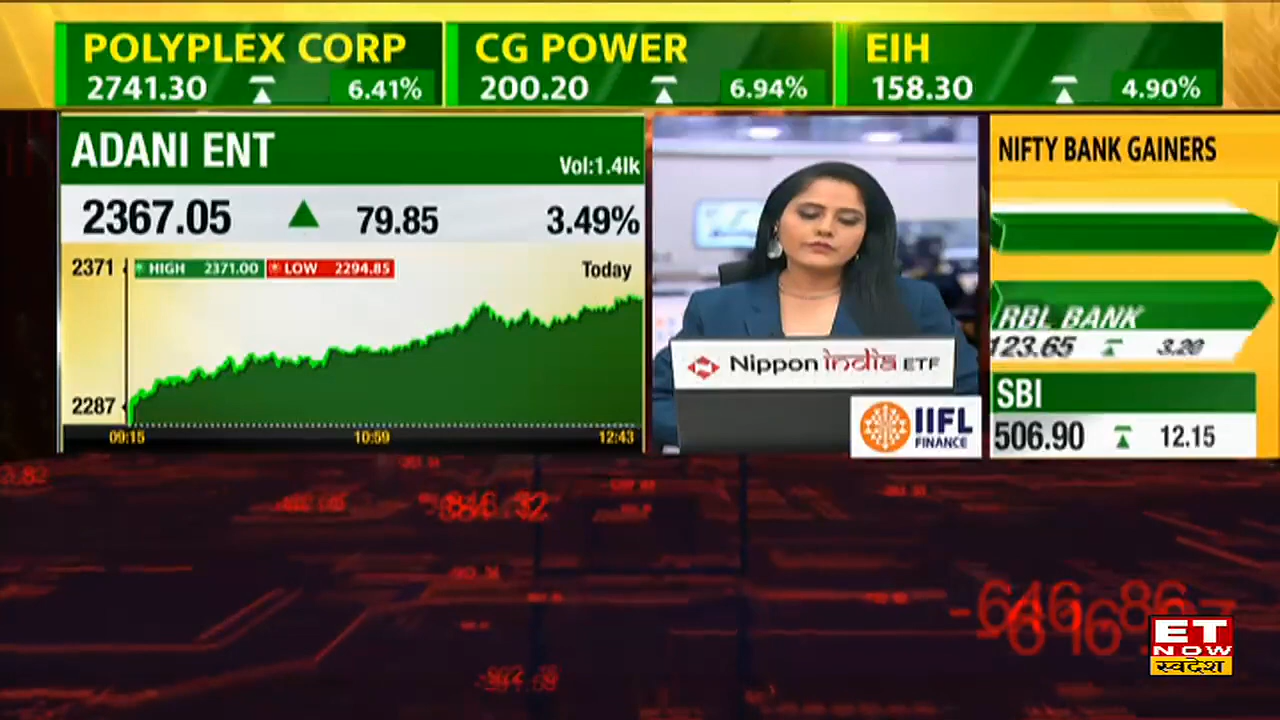 POLYPLEX CORP
2741.30 6.41%
CG POWER
200.20 6.94%
EIH
158.30 4.90%
ADANI ENT
Vol:1.4lk
2367.05 79.85 3.49%
2371
HIGH 2371.00 LOW 2294.85
Today
2287
09:15 10:59 12:43
Nippon india ETF
IIFL
FINANCE
NIFTY BANK GAINERS
RBL BANK
123.65 3.20
SBI
506.90 12.15
ET
NOW
स्वदेश